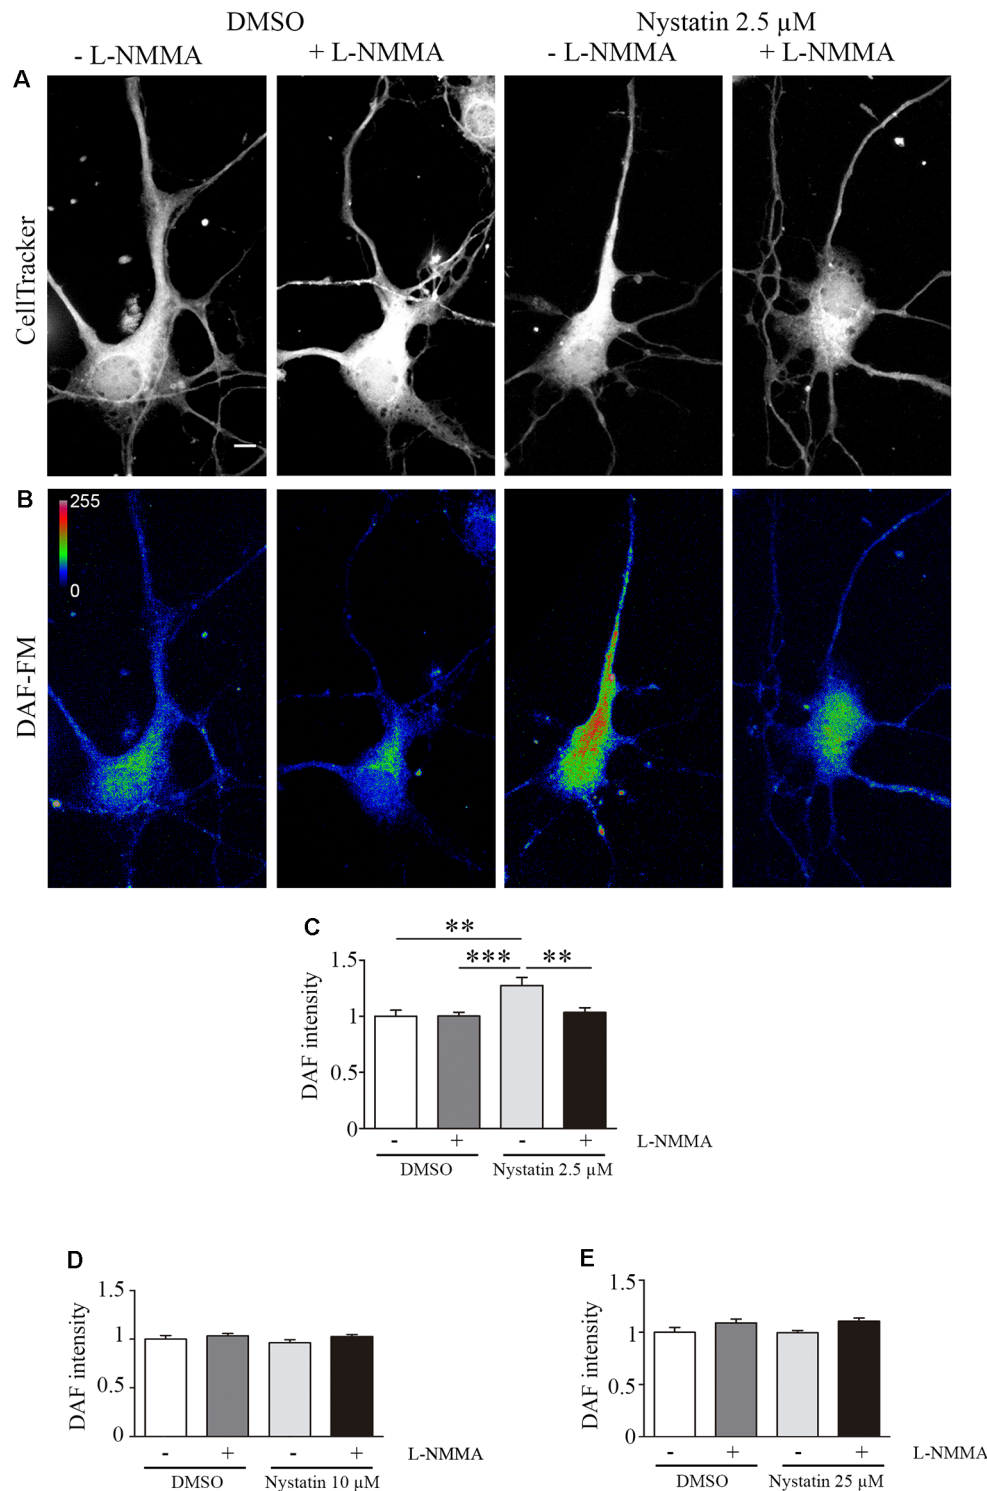 DMSO Nystatin 2.5 µM
- L-NMMA + L-NMMA - L-NMMA + L-NMMA
A
CellTracker
B
255
0
DAF-FM
C
** 
*** **
1.5
1
0.5
0
DAF intensity
- + - + L-NMMA
DMSO Nystatin 2.5 µM
D
1.5
1
0.5
0
DAF intensity
- + - + L-NMMA
DMSO Nystatin 10 µM
E
1.5
1
0.5
0
DAF intensity
- + - + L-NMMA
DMSO Nystatin 25 µM